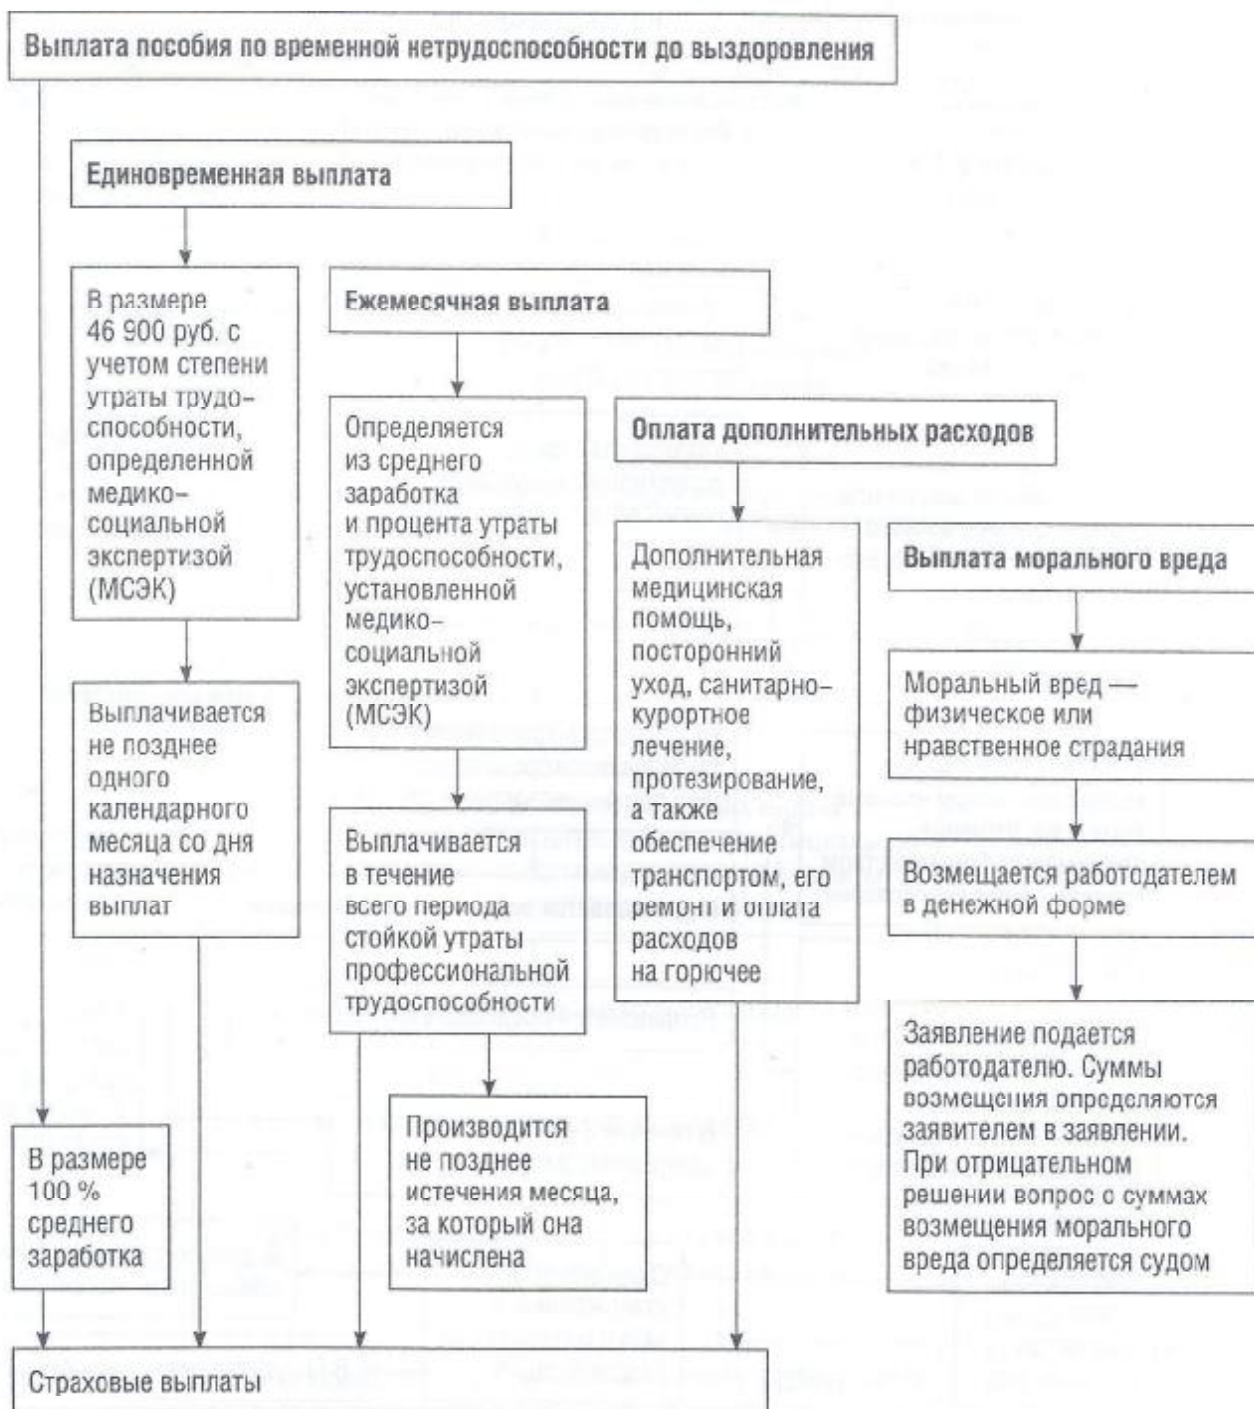 Выплата пособия по временной нетрудоспособности до выздоровления
Единовременная выплата
В размере
46 900 руб. с
учетом степени
утраты трудо–
способности,
определенной
медико–
социальной
экспертизой
(МСЭК)
Выплачивается
не позднее
одного
календарного
месяца со дня
назначения
выплат
Ежемесячная выплата
Определяется
из среднего
заработка
и процента утраты
трудоспособности,
установленной
медико–
социальной
экспертизой
(МСЭК)
Выплачивается
в течение
всего периода
стойкой утраты
профессиональной
трудоспособности
Производится
не позднее
истечения месяца,
за который она
начислена
Оплата дополнительных расходов
Дополнительная
медицинская
помощь,
посторонний
уход, санитарно–
курортное
лечение,
протезирование,
а также
обеспечение
транспортом, его
ремонт и оплата
расходов
на горючее
Выплата морального вреда
Моральный вред —
физическое или
нравственное страдания
Возмещается работодателем
в денежной форме
Заявление подается
работодателю. Суммы
возмещения определяются
заявителем в заявлении.
При отрицательном
решении вопрос о суммах
возмещения морального
вреда определяется судом
В размере
100 %
среднего
заработка
Страховые выплаты